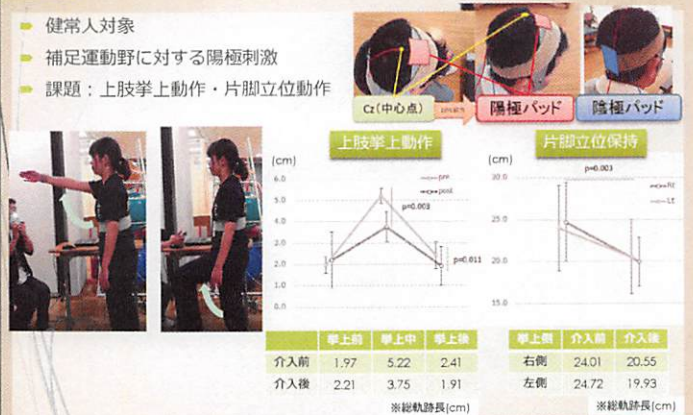 健常人対象
補足運動野に対する陽極刺激
課題：上肢挙上動作・片脚立位動作
Cz(中心点)
陽極パッド
陰極パッド
上肢挙上動作
(cm)
6.0
5.0
4.0
3.0
2.0
1.0
0.0
pre
post
p=0.003
p=0.011
挙上前 挙上中 挙上後
介入前 1.97 5.22 2.41
介入後 2.21 3.75 1.91
※総軌跡長(cm)
片脚立位保持
(cm)
p=0.003
30.0
25.0
20.0
15.0
挙上側 介入前 介入後
右側 24.01 20.55
左側 24.72 19.93
※総軌跡長(cm)